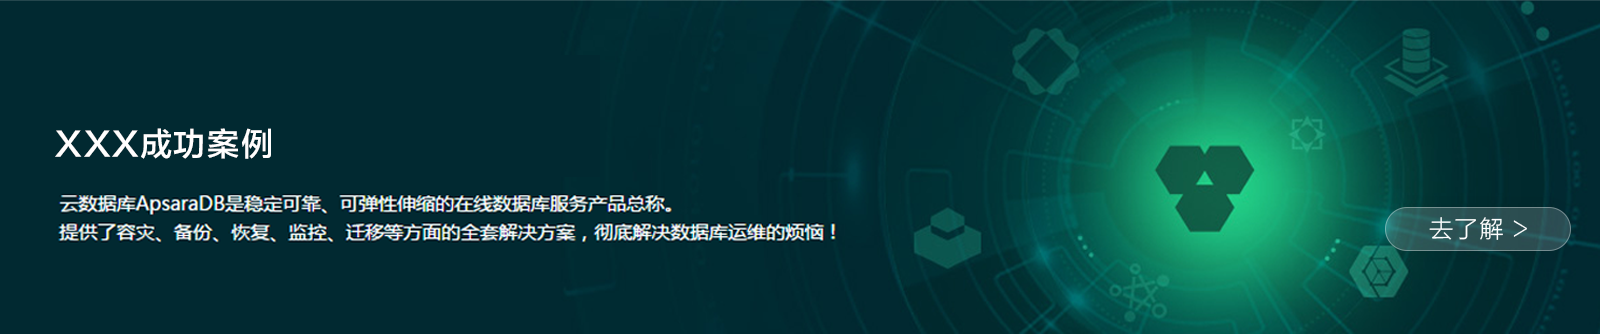 XXX成功案例
云数据库ApsaraDB是稳定可靠、可弹性伸缩的在线数据库服务产品总称。
提供了容灾、备份、恢复、监控、迁移等方面的全套解决方案，彻底解决数据库运维的烦恼！
去了解 >